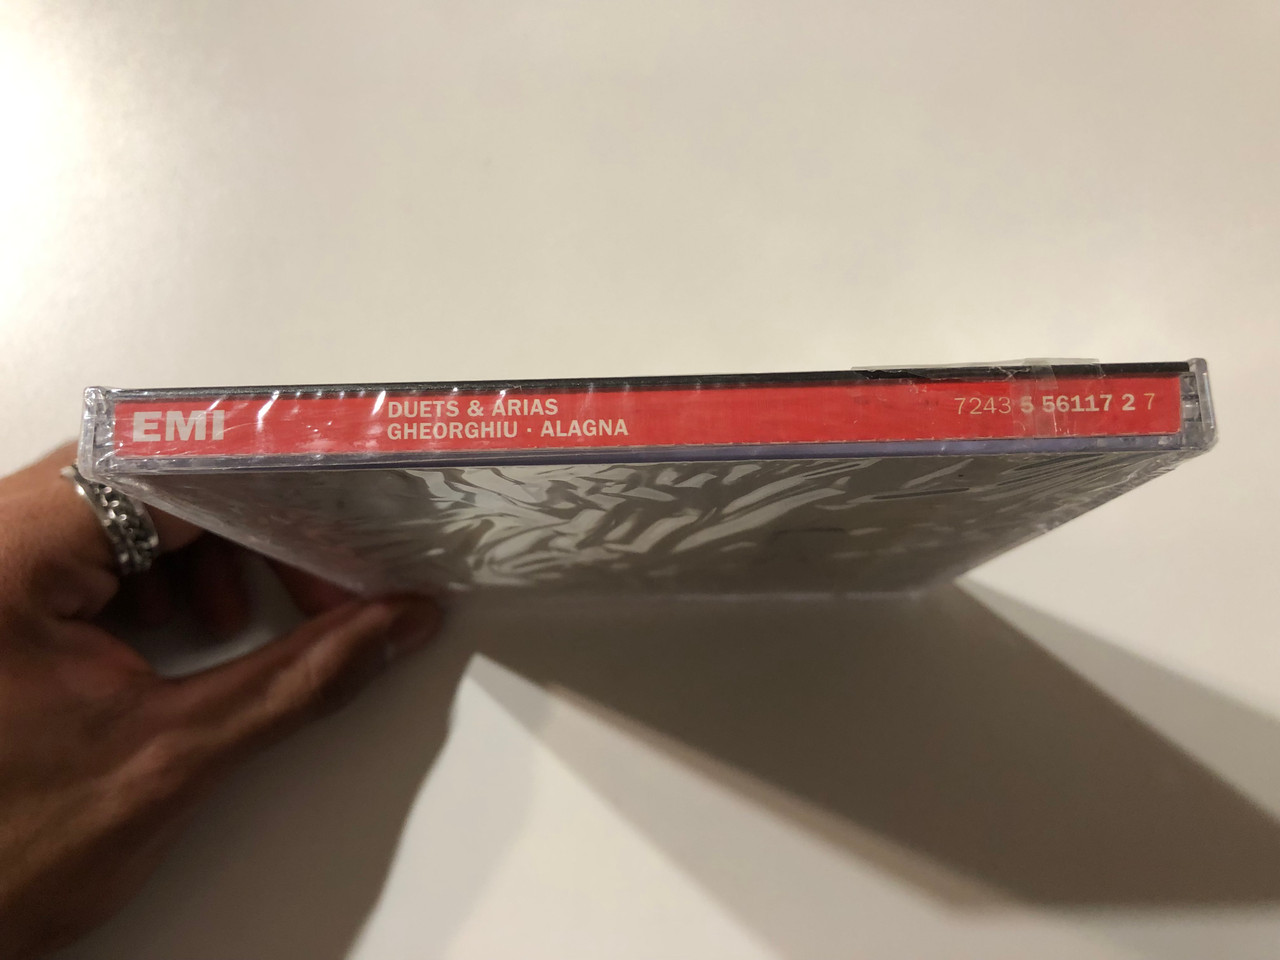 EMI
DUETS & ARIAS
GHEORGHIU · ALAGNA
7243 5 56117 2 7